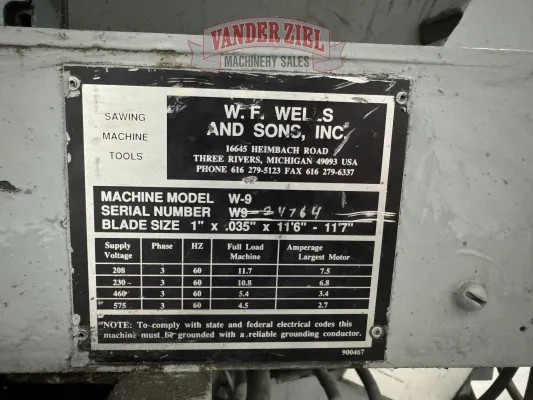 VANDER ZIEL
MACHINERY SALES
SAWING
MACHINE
TOOLS
W. F. WELLS
AND SONS, INC
16645 HEIMBACH ROAD
THREE RIVERS, MICHIGAN 49093 USA
PHONE 616 279-5123 FAX 616 279-6337
MACHINE MODEL W-9
SERIAL NUMBER W9-24764
BLADE SIZE 1" x .035" x 11'6" - 11'7"
Supply Voltage Phase HZ Full Load Machine Amperage Largest Motor
208 3 60 11.7 7.5
230 3 60 10.8 6.8
460 3 60 5.4 3.4
575 3 60 4.5 2.7
NOTE: To comply with state and federal electrical codes this
machine must be grounded with a reliable grounding conductor.
900467